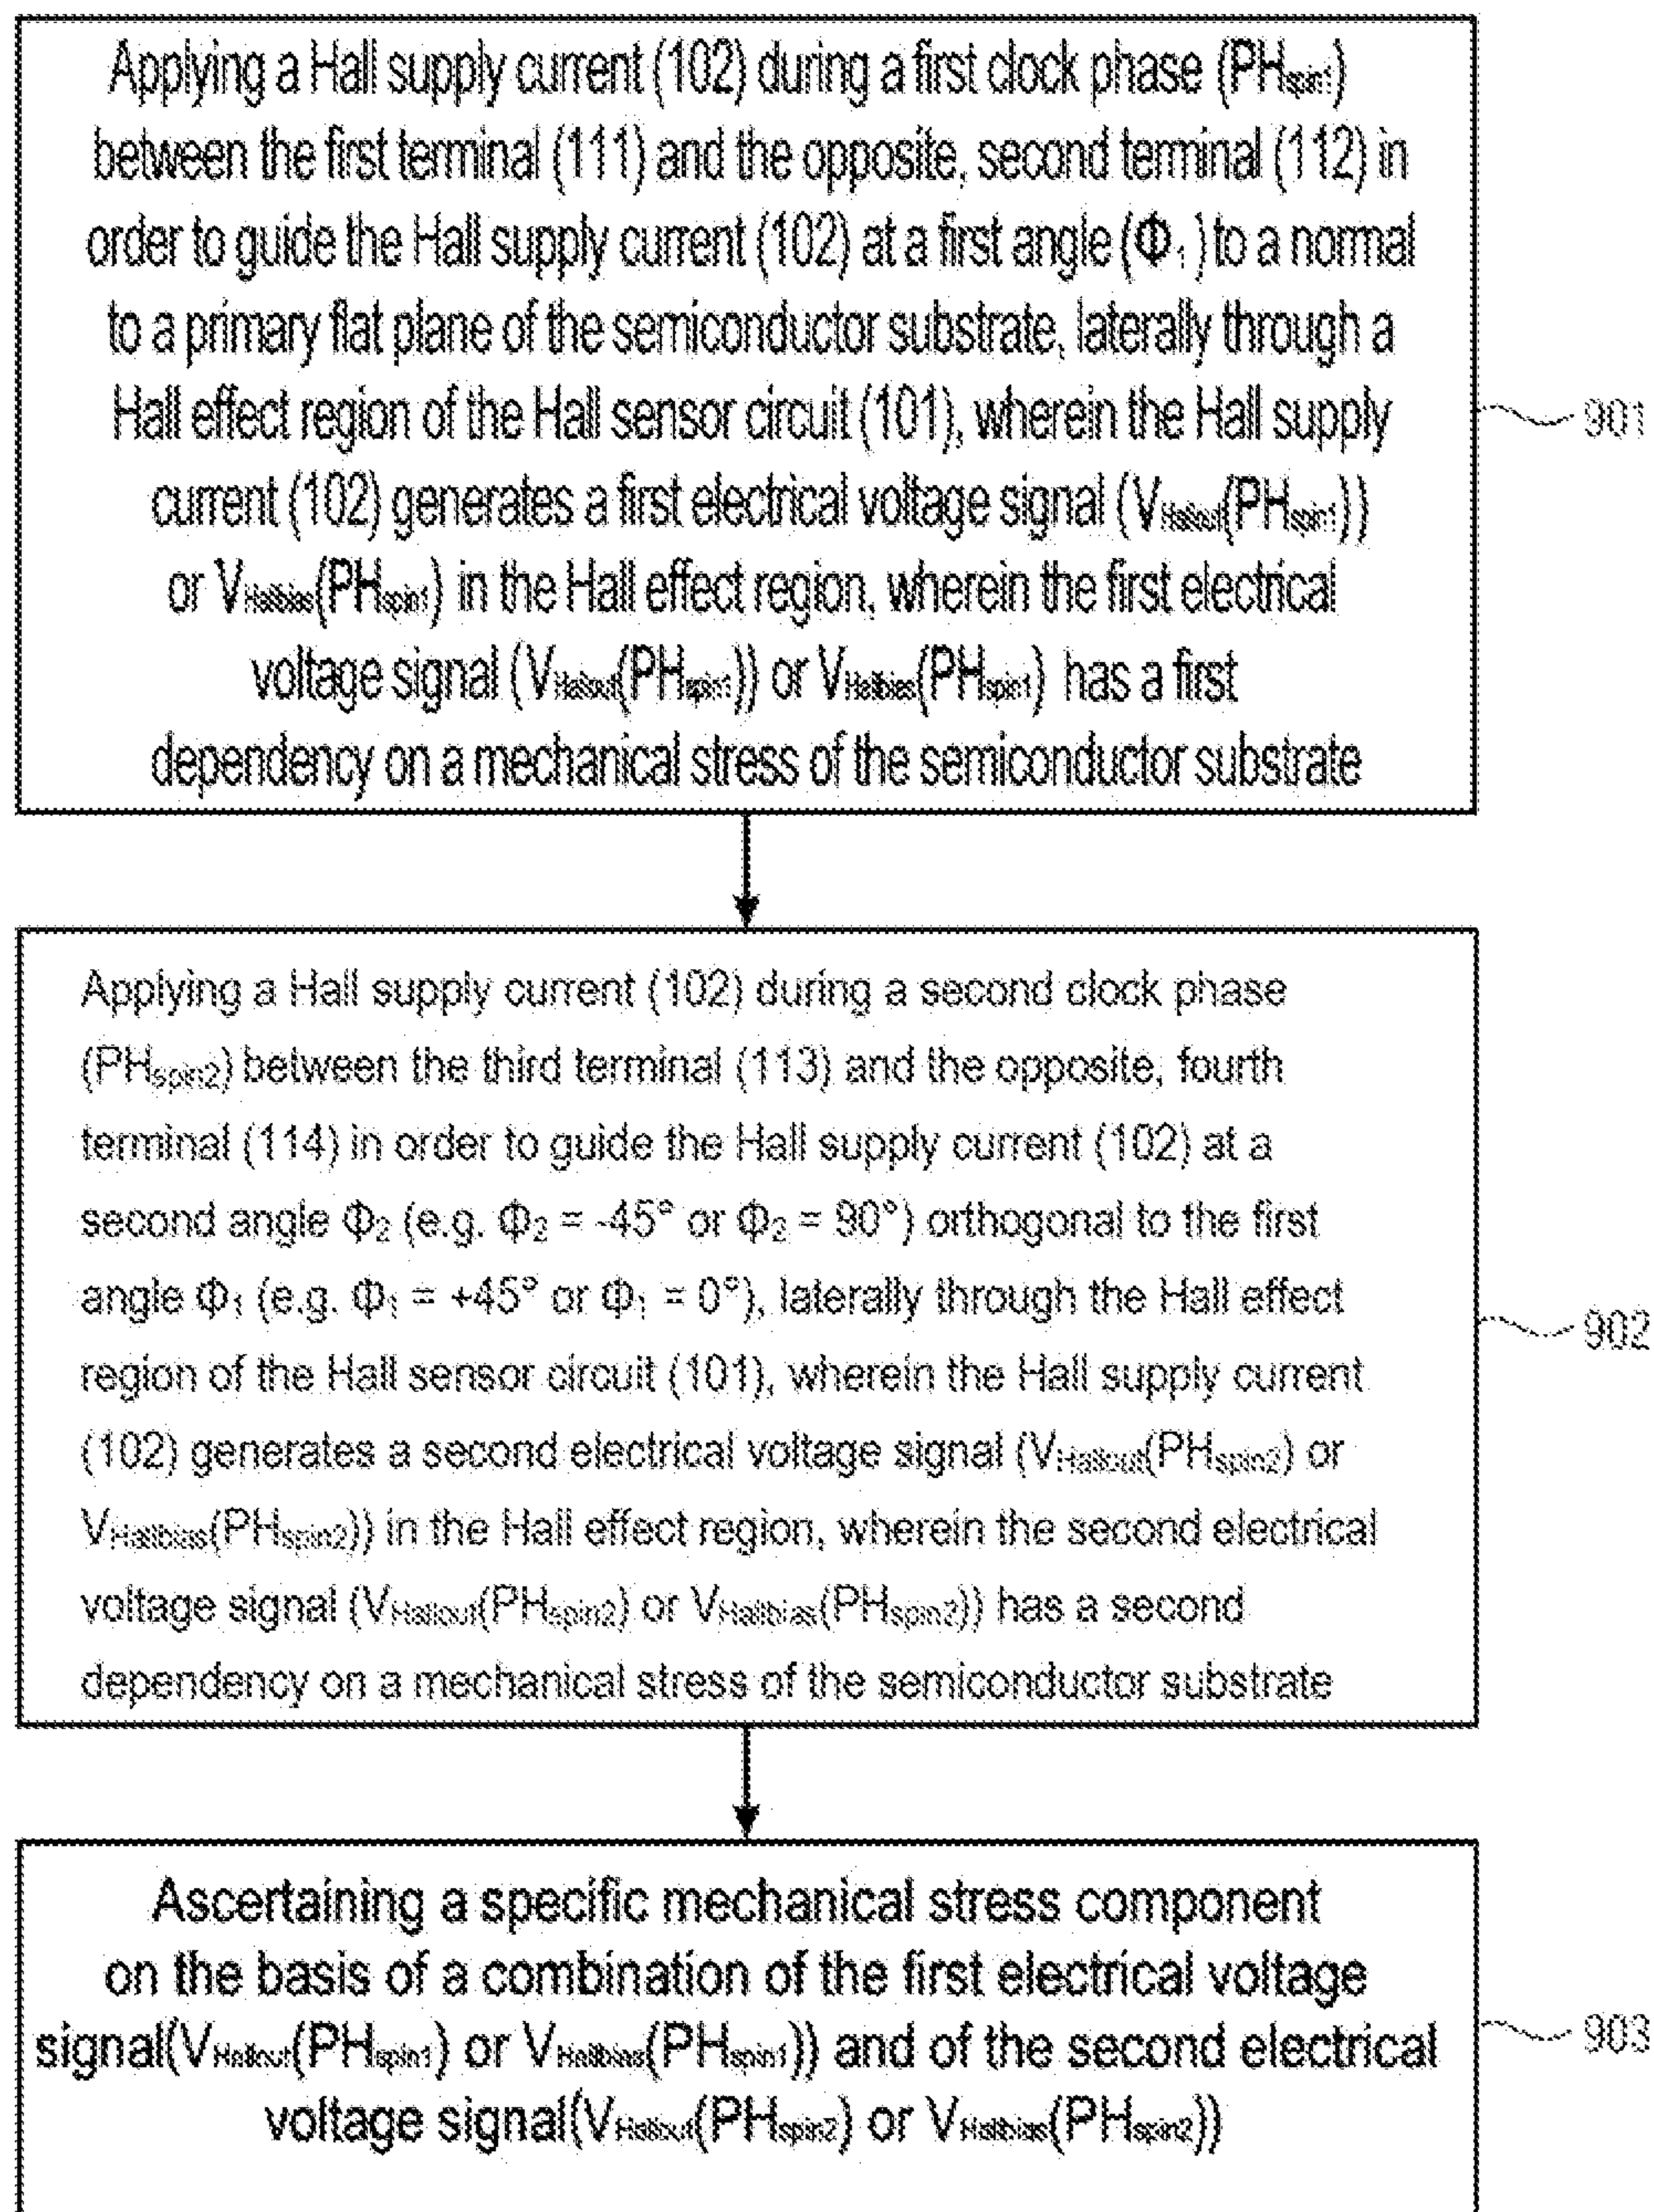 Applying a Hall supply current (102) during a first clock phase (PHspin1)
between the first terminal (111) and the opposite, second terminal (112) in
order to guide the Hall supply current (102) at a first angle (Φ1) to a normal
to a primary flat plane of the semiconductor substrate, laterally through a
Hall effect region of the Hall sensor circuit (101), wherein the Hall supply
current (102) generates a first electrical voltage signal (VHallout(PHspin1))
or VHallbias(PHspin1) in the Hall effect region, wherein the first electrical
voltage signal (VHallout(PHspin1)) or VHallbias(PHspin1) has a first
dependency on a mechanical stress of the semiconductor substrate
901
Applying a Hall supply current (102) during a second clock phase
(PHspin2) between the third terminal (113) and the opposite, fourth
terminal (114) in order to guide the Hall supply current (102) at a
second angle Φ2 (e.g. Φ2 = -45° or Φ2 = 90°) orthogonal to the first
angle Φ1 (e.g. Φ1 = +45° or Φ1 = 0°), laterally through the Hall effect
region of the Hall sensor circuit (101), wherein the Hall supply current
(102) generates a second electrical voltage signal (VHallout(PHspin2) or
VHallbias(PHspin2)) in the Hall effect region, wherein the second electrical
voltage signal (VHallout(PHspin2) or VHallbias(PHspin2)) has a second
dependency on a mechanical stress of the semiconductor substrate
902
Ascertaining a specific mechanical stress component
on the basis of a combination of the first electrical voltage
signal(VHallout(PHspin1) or VHallbias(PHspin1)) and of the second electrical
voltage signal(VHallout(PHspin2) or VHallbias(PHspin2))
903